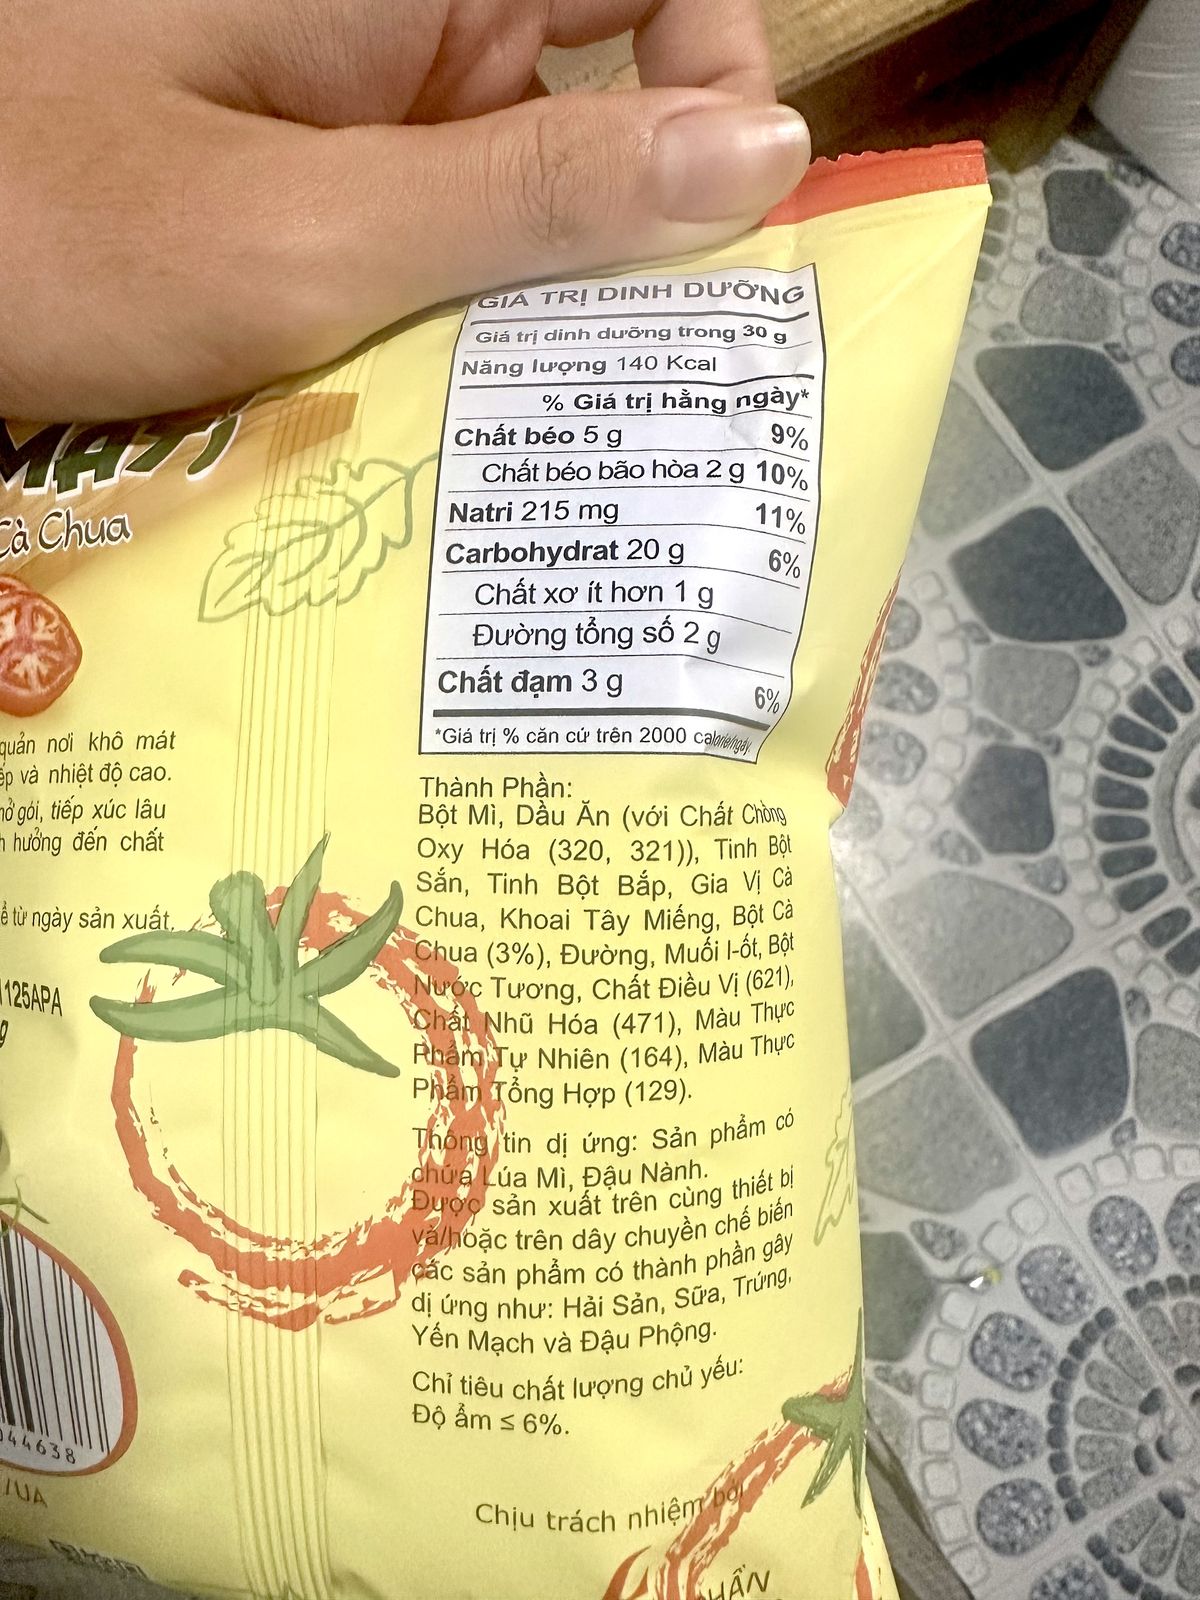 Cà Chua
quản nơi khô mát
và nhiệt độ cao.
gói, tiếp xúc lâu
hưởng đến chất
từ ngày sản xuất.
1125APA
g
44638
GIÁ TRỊ DINH DƯỠNG
Giá trị dinh dưỡng trong 30 g
Năng lượng 140 Kcal
% Giá trị hằng ngày*
Chất béo 5 g 9%
Chất béo bão hòa 2 g 10%
Natri 215 mg 11%
Carbohydrat 20 g 6%
Chất xơ ít hơn 1 g
Đường tổng số 2 g
Chất đạm 3 g 6%
*Giá trị % căn cứ trên 2000 calorie/ngày.
Thành Phần:
Bột Mì, Dầu Ăn (với Chất Chống
Oxy Hóa (320, 321)), Tinh Bột
Sắn, Tinh Bột Bắp, Gia Vị Cà
Chua, Khoai Tây Miếng, Bột Cà
Chua (3%), Đường, Muối I-ốt, Bột
Nước Tương, Chất Điều Vị (621),
Chất Nhũ Hóa (471), Màu Thực
Phẩm Tự Nhiên (164), Màu Thực
Phẩm Tổng Hợp (129).
Thông tin dị ứng: Sản phẩm có
chứa Lúa Mì, Đậu Nành.
Được sản xuất trên cùng thiết bị
và/hoặc trên dây chuyền chế biến
các sản phẩm có thành phần gây
dị ứng như: Hải Sản, Sữa, Trứng,
Yến Mạch và Đậu Phộng.
Chỉ tiêu chất lượng chủ yếu:
Độ ẩm ≤ 6%.
Chịu trách nhiệm bởi